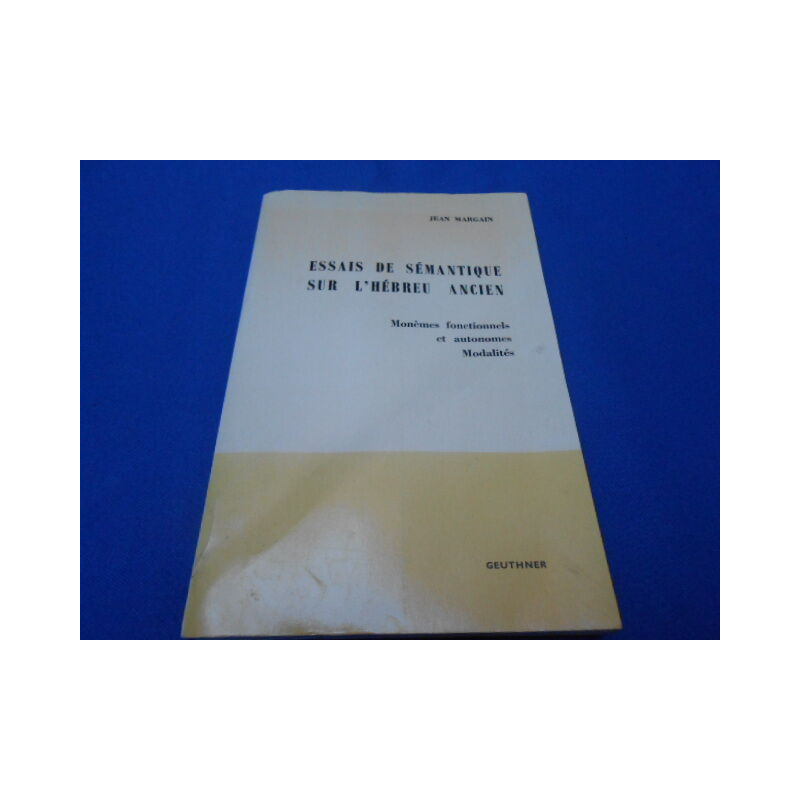 JEAN MARGAIN
ESSAIS DE SÉMANTIQUE
SUR L'HÉBREU ANCIEN
Monèmes fonctionnels
et autonomes
Modalités
GEUTHNER